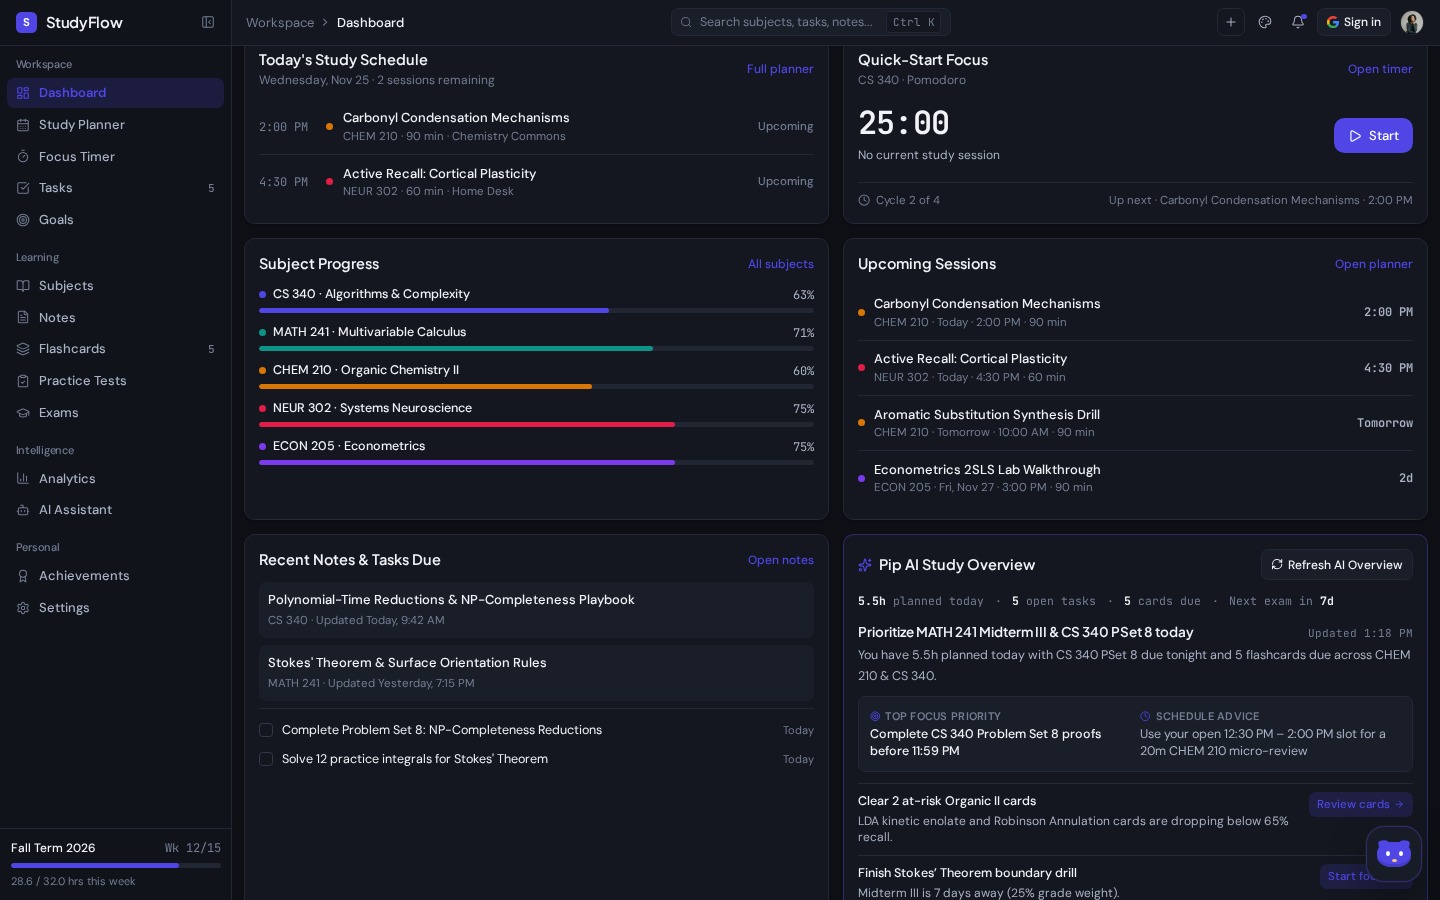 S StudyFlow
Workspace
Dashboard
Study Planner
Focus Timer
Tasks 5
Goals
Learning
Subjects
Notes
Flashcards 5
Practice Tests
Exams
Intelligence
Analytics
AI Assistant
Personal
Achievements
Settings
Fall Term 2026 Wk 12/15
28.6 / 32.0 hrs this week
Workspace > Dashboard
Search subjects, tasks, notes... Ctrl K
Sign in
Today's Study Schedule
Wednesday, Nov 25 · 2 sessions remaining
Full planner
2:00 PM Carbonyl Condensation Mechanisms Upcoming
CHEM 210 · 90 min · Chemistry Commons
4:30 PM Active Recall: Cortical Plasticity Upcoming
NEUR 302 · 60 min · Home Desk
Quick-Start Focus
CS 340 · Pomodoro
Open timer
25:00
No current study session
Start
Cycle 2 of 4 Up next · Carbonyl Condensation Mechanisms · 2:00 PM
Subject Progress All subjects
CS 340 · Algorithms & Complexity 63%
MATH 241 · Multivariable Calculus 71%
CHEM 210 · Organic Chemistry II 60%
NEUR 302 · Systems Neuroscience 75%
ECON 205 · Econometrics 75%
Upcoming Sessions Open planner
Carbonyl Condensation Mechanisms 2:00 PM
CHEM 210 · Today · 2:00 PM · 90 min
Active Recall: Cortical Plasticity 4:30 PM
NEUR 302 · Today · 4:30 PM · 60 min
Aromatic Substitution Synthesis Drill Tomorrow
CHEM 210 · Tomorrow · 10:00 AM · 90 min
Econometrics 2SLS Lab Walkthrough 2d
ECON 205 · Fri, Nov 27 · 3:00 PM · 90 min
Recent Notes & Tasks Due Open notes
Polynomial-Time Reductions & NP-Completeness Playbook
CS 340 · Updated Today, 9:42 AM
Stokes' Theorem & Surface Orientation Rules
MATH 241 · Updated Yesterday, 7:15 PM
Complete Problem Set 8: NP-Completeness Reductions Today
Solve 12 practice integrals for Stokes' Theorem Today
Pip AI Study Overview Refresh AI Overview
5.5h planned today · 5 open tasks · 5 cards due · Next exam in 7d
Prioritize MATH 241 Midterm III & CS 340 PSet 8 today Updated 1:18 PM
You have 5.5h planned today with CS 340 PSet 8 due tonight and 5 flashcards due across CHEM
210 & CS 340.
TOP FOCUS PRIORITY
Complete CS 340 Problem Set 8 proofs
before 11:59 PM
SCHEDULE ADVICE
Use your open 12:30 PM – 2:00 PM slot for a
20m CHEM 210 micro-review
Clear 2 at-risk Organic II cards Review cards →
LDA kinetic enolate and Robinson Annulation cards are dropping below 65%
recall.
Finish Stokes’ Theorem boundary drill Start
Midterm III is 7 days away (25% grade weight).